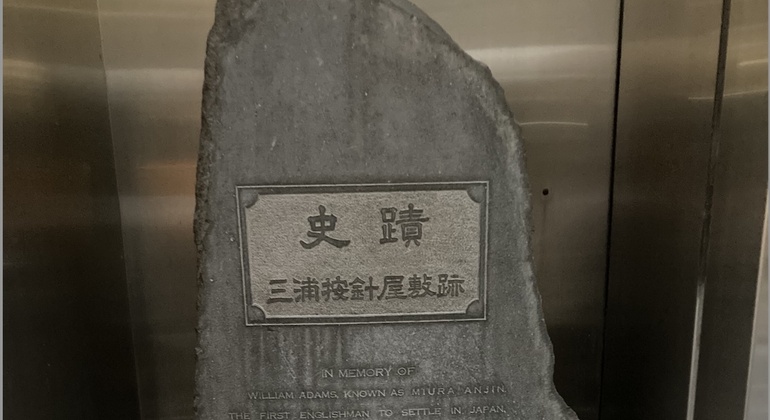 史蹟
三浦按針屋敷跡
IN MEMORY OF
WILLIAM ADAMS, KNOWN AS MIURA ANJIN,
THE FIRST ENGLISHMAN TO SETTLE IN JAPAN,